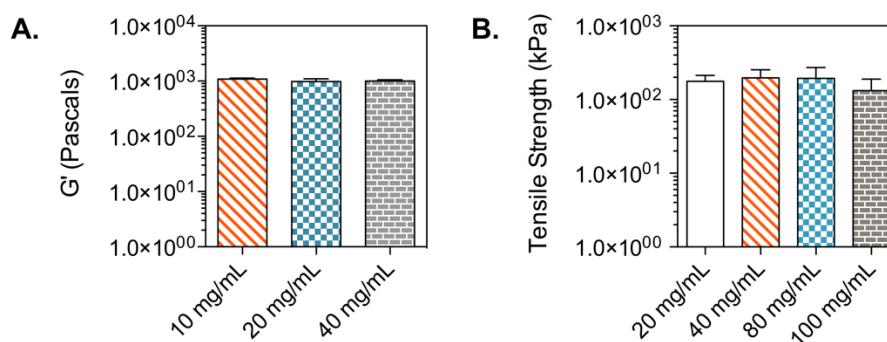 A.
G' (Pascals)
1.0×10⁰⁴
1.0×10⁰³
1.0×10⁰²
1.0×10⁰¹
1.0×10⁰⁰
10 mg/mL
20 mg/mL
40 mg/mL
B.
Tensile Strength (kPa)
1.0×10⁰³
1.0×10⁰²
1.0×10⁰¹
1.0×10⁰⁰
20 mg/mL
40 mg/mL
80 mg/mL
100 mg/mL